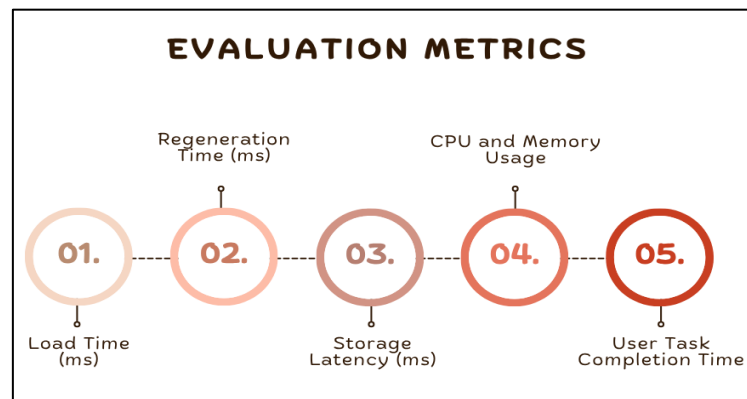 EVALUATION METRICS
Regeneration
Time (ms)
CPU and Memory
Usage
01.
02.
03.
04.
05.
Load Time
(ms)
Storage
Latency (ms)
User Task
Completion Time